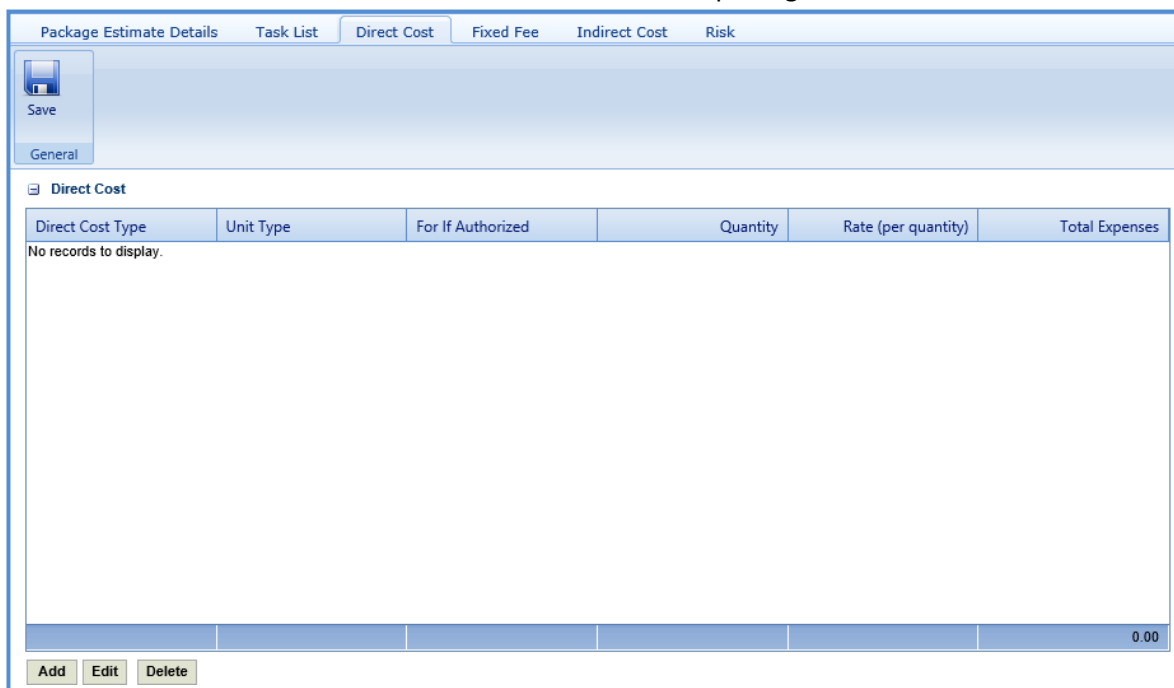 Package Estimate Details Task List Direct Cost Fixed Fee Indirect Cost Risk
Save
General
Direct Cost
Direct Cost Type Unit Type For If Authorized Quantity Rate (per quantity) Total Expenses
No records to display.
0.00
Add Edit Delete